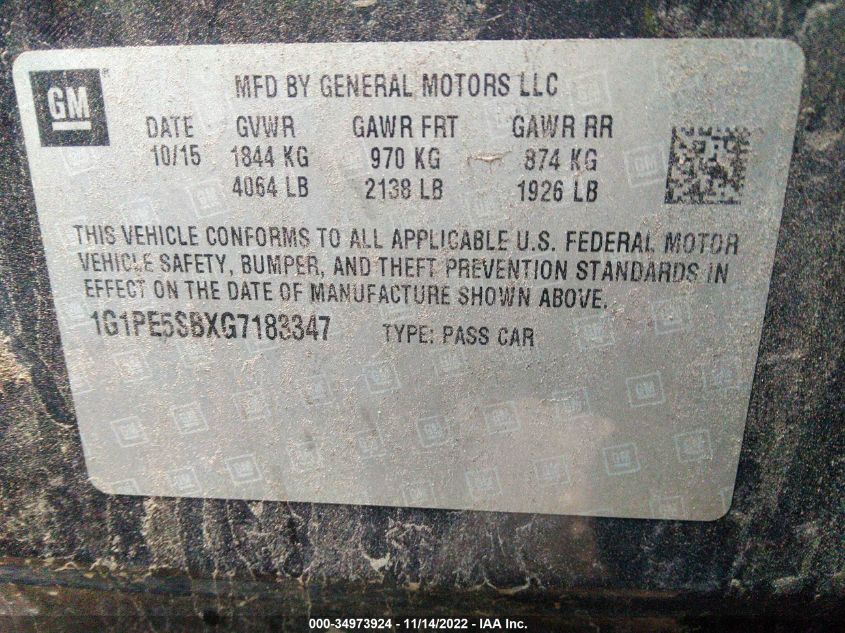 GM®
MFD BY GENERAL MOTORS LLC
DATE GVWR GAWR FRT GAWR RR
10/15 1844 KG 970 KG 874 KG
4064 LB 2138 LB 1926 LB
THIS VEHICLE CONFORMS TO ALL APPLICABLE U.S. FEDERAL MOTOR
VEHICLE SAFETY, BUMPER, AND THEFT PREVENTION STANDARDS IN
EFFECT ON THE DATE OF MANUFACTURE SHOWN ABOVE.
1G1PE5SBXG7183347 TYPE: PASS CAR
000-34973924 - 11/14/2022 - IAA Inc.